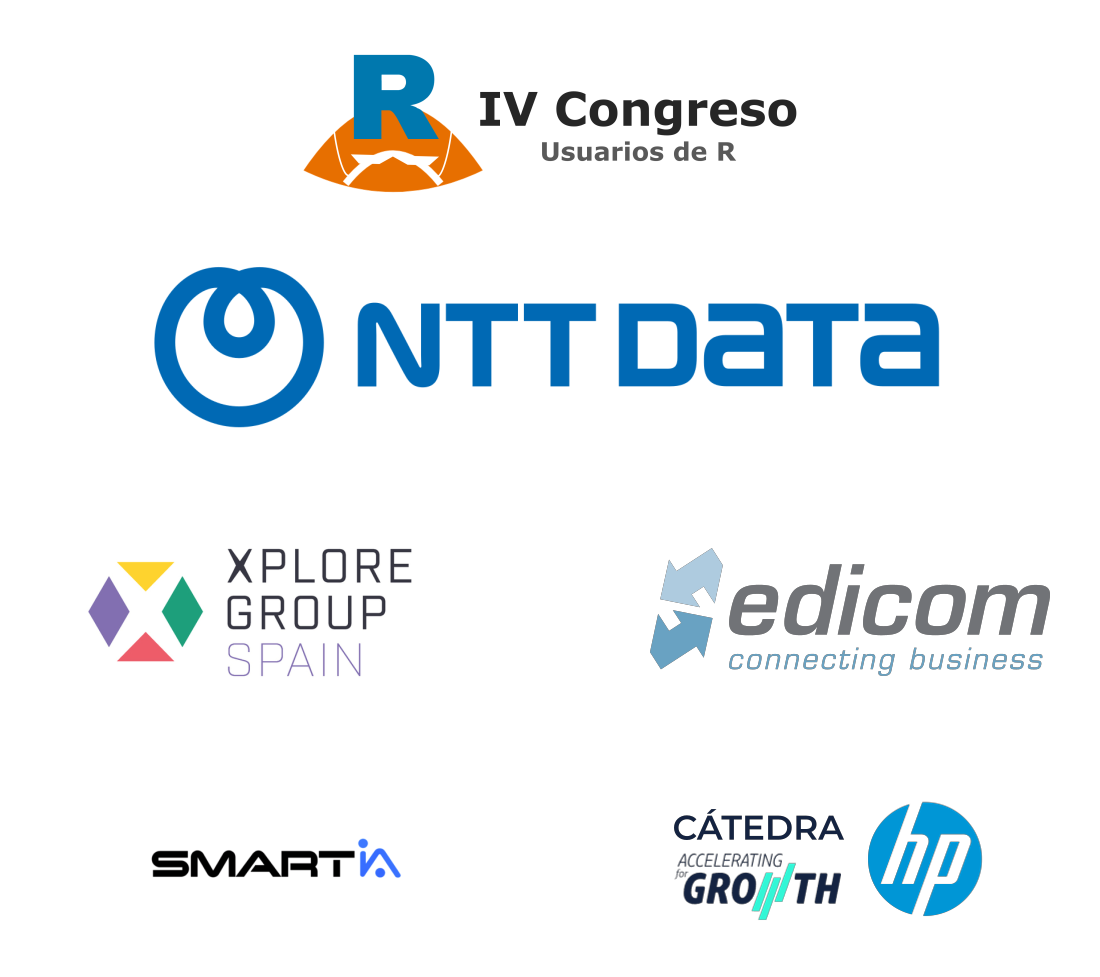 R
IV Congreso
Usuarios de R
NTT DATA
XPLORE
GROUP
SPAIN
edicom
connecting business
SMARTiA
CÁTEDRA
ACCELERATING
for
GROWTH
hp